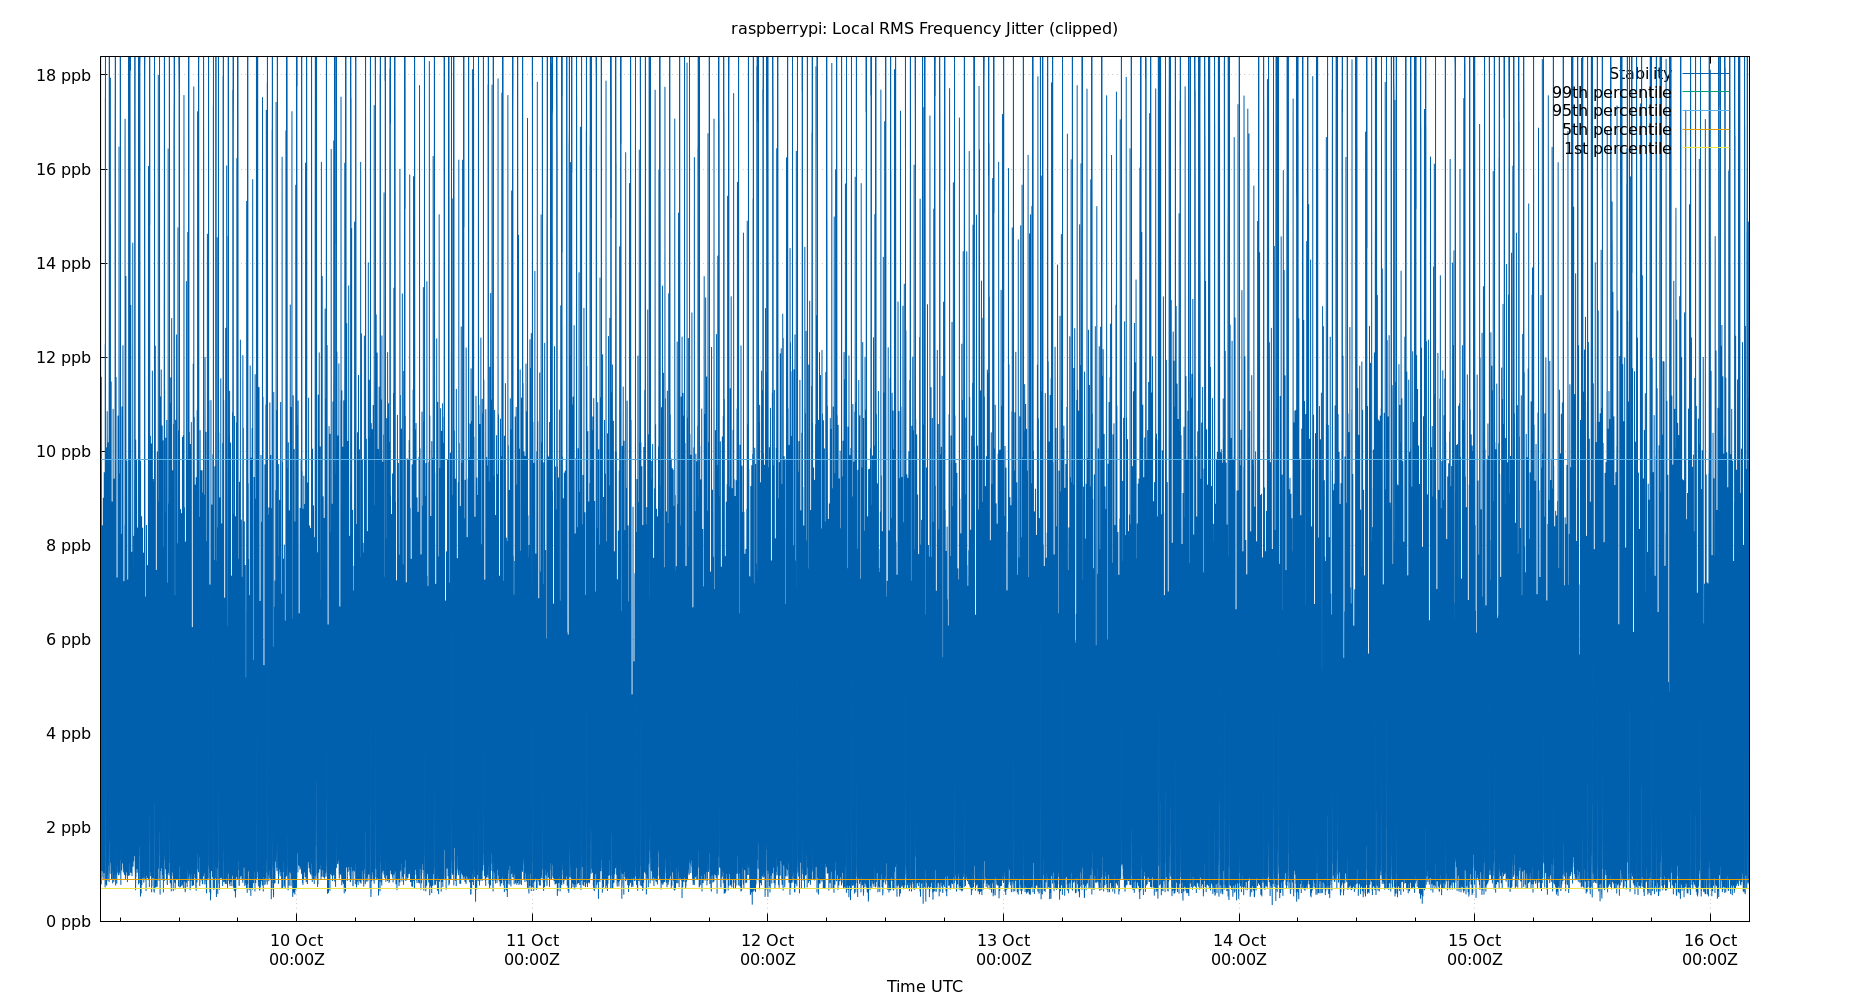 raspberrypi: Local RMS Frequency Jitter (clipped)
18 ppb
16 ppb
14 ppb
12 ppb
10 ppb
8 ppb
6 ppb
4 ppb
2 ppb
0 ppb
Stability
99th percentile
95th percentile
5th percentile
1st percentile
10 Oct 11 Oct 12 Oct 13 Oct 14 Oct 15 Oct 16 Oct
00:00Z 00:00Z 00:00Z 00:00Z 00:00Z 00:00Z 00:00Z
Time UTC